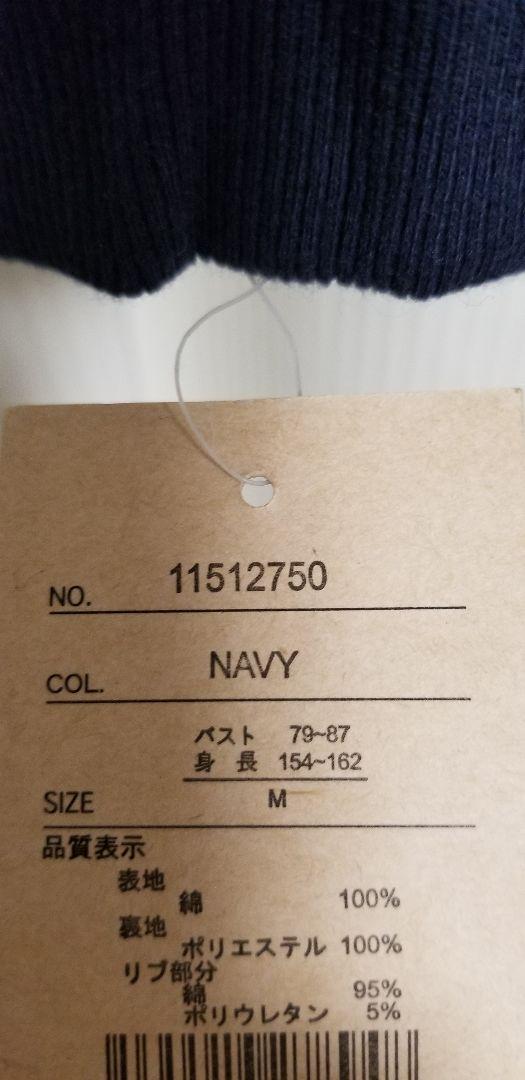 NO. 11512750
COL. NAVY
バスト 79~87
身長 154~162
SIZE M
品質表示
表地
綿 100%
裏地
ポリエステル 100%
リブ部分
綿 95%
ポリウレタン 5%